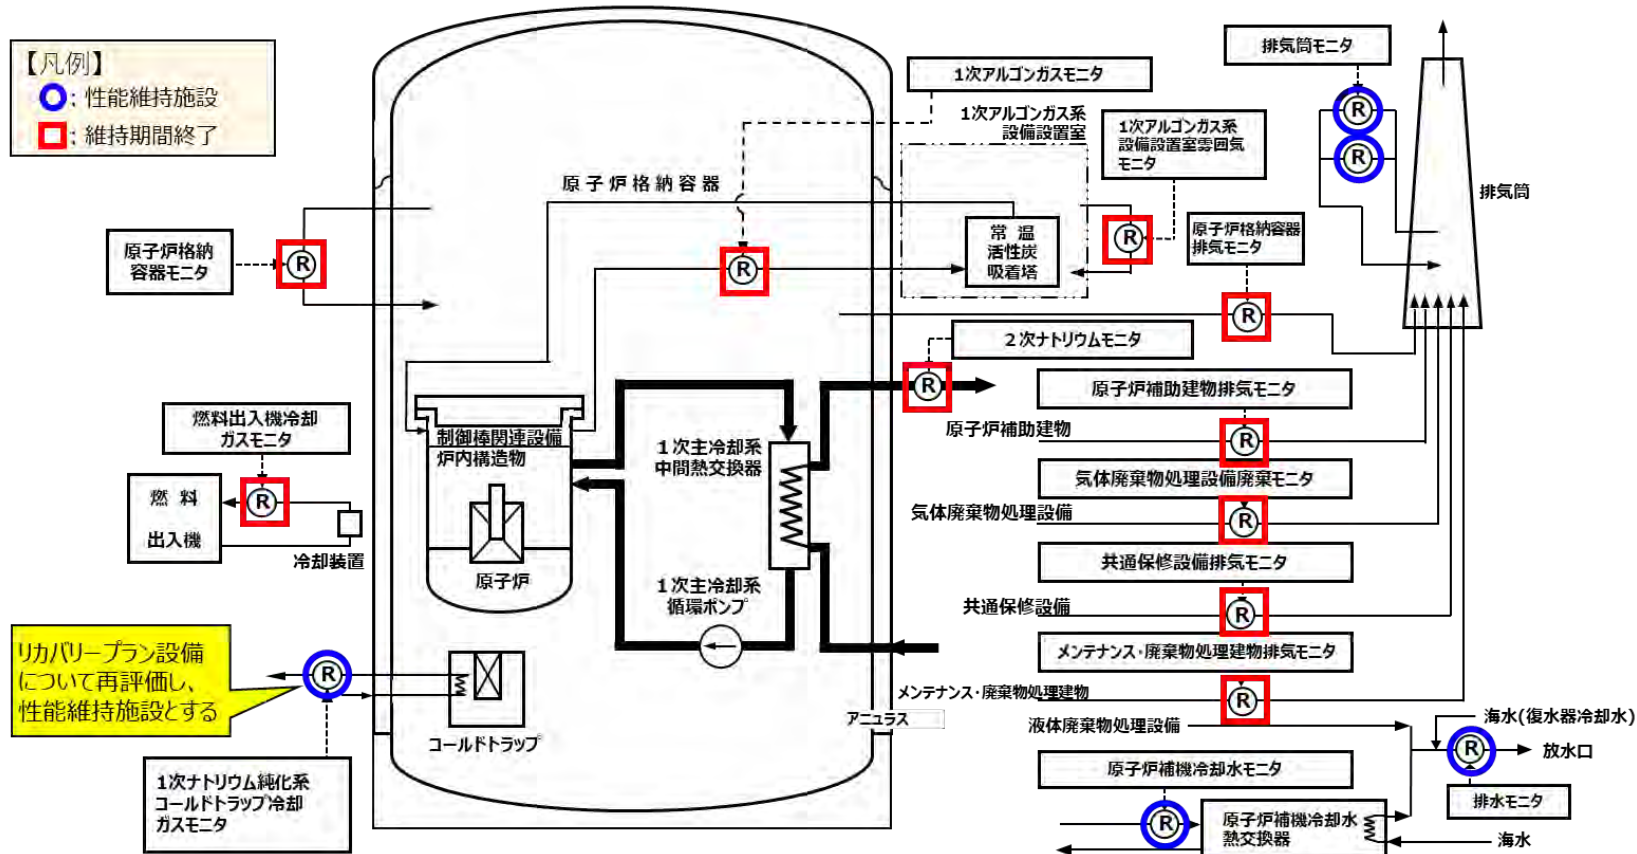 【凡例】
：性能維持施設
：維持期間終了
排気筒モニタ
R
R
排気筒
1次アルゴンガスモニタ
1次アルゴンガス系
設備設置室
1次アルゴンガス系
設備設置室雰囲気
モニタ
R
常 温
活性炭
吸着塔
原子炉格納容器
R
原子炉格納
容器モニタ
R
原子炉格納容器
排気モニタ
R
2次ナトリウムモニタ
R
原子炉補助建物排気モニタ
原子炉補助建物
R
気体廃棄物処理設備廃棄モニタ
気体廃棄物処理設備
R
共通保修設備排気モニタ
共通保修設備
R
メンテナンス・廃棄物処理建物排気モニタ
メンテナンス・廃棄物処理建物
R
燃料出入機冷却
ガスモニタ
R
燃 料
出入機
冷却装置
制御棒関連設備
炉内構造物
原子炉
1次主冷却系
中間熱交換器
1次主冷却系
循環ポンプ
リカバリープラン設備
について再評価し、
性能維持施設とする
R
コールドトラップ
アニュラス
1次ナトリウム純化系
コールドトラップ冷却
ガスモニタ
液体廃棄物処理設備
海水(復水器冷却水)
R
放水口
排水モニタ
原子炉補機冷却水モニタ
R
原子炉補機冷却水
熱交換器
海水